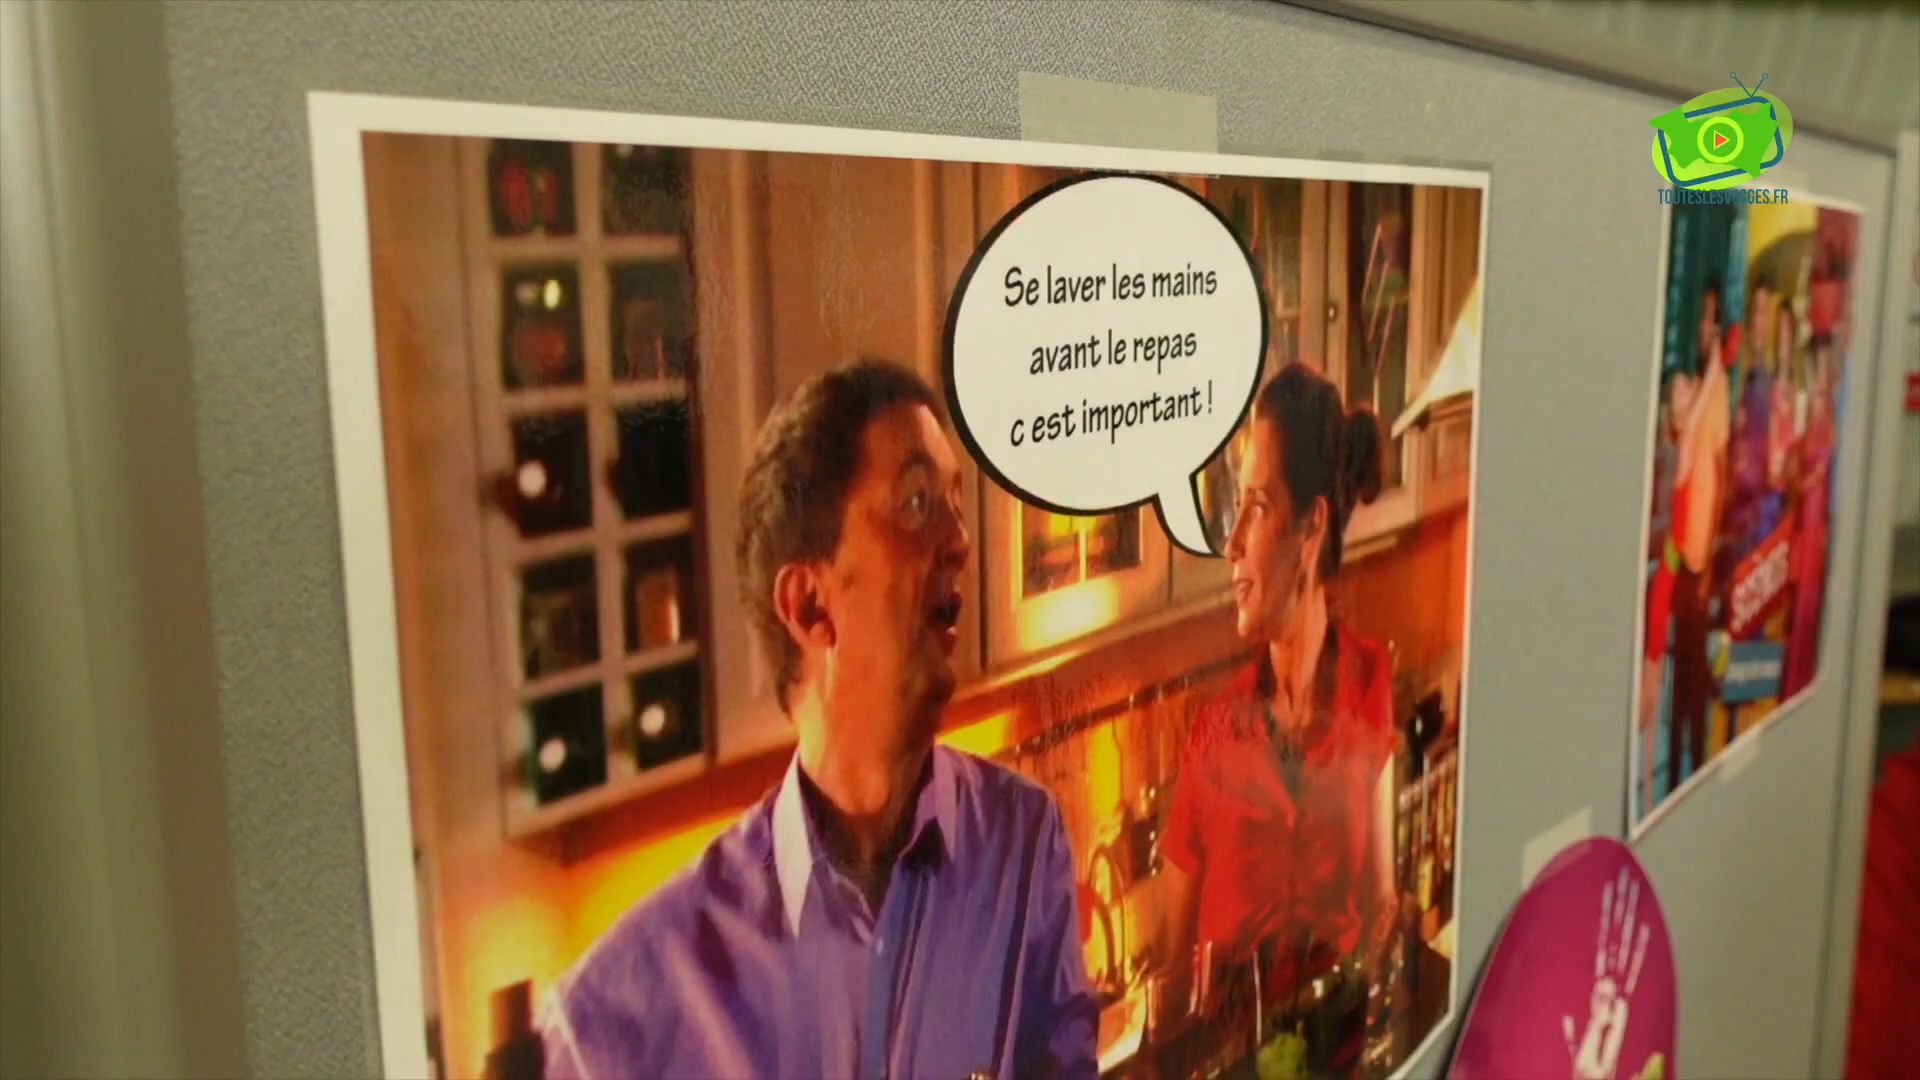 Se laver les mains
avant le repas
c est important !
TOUTESLESVOSGES.FR